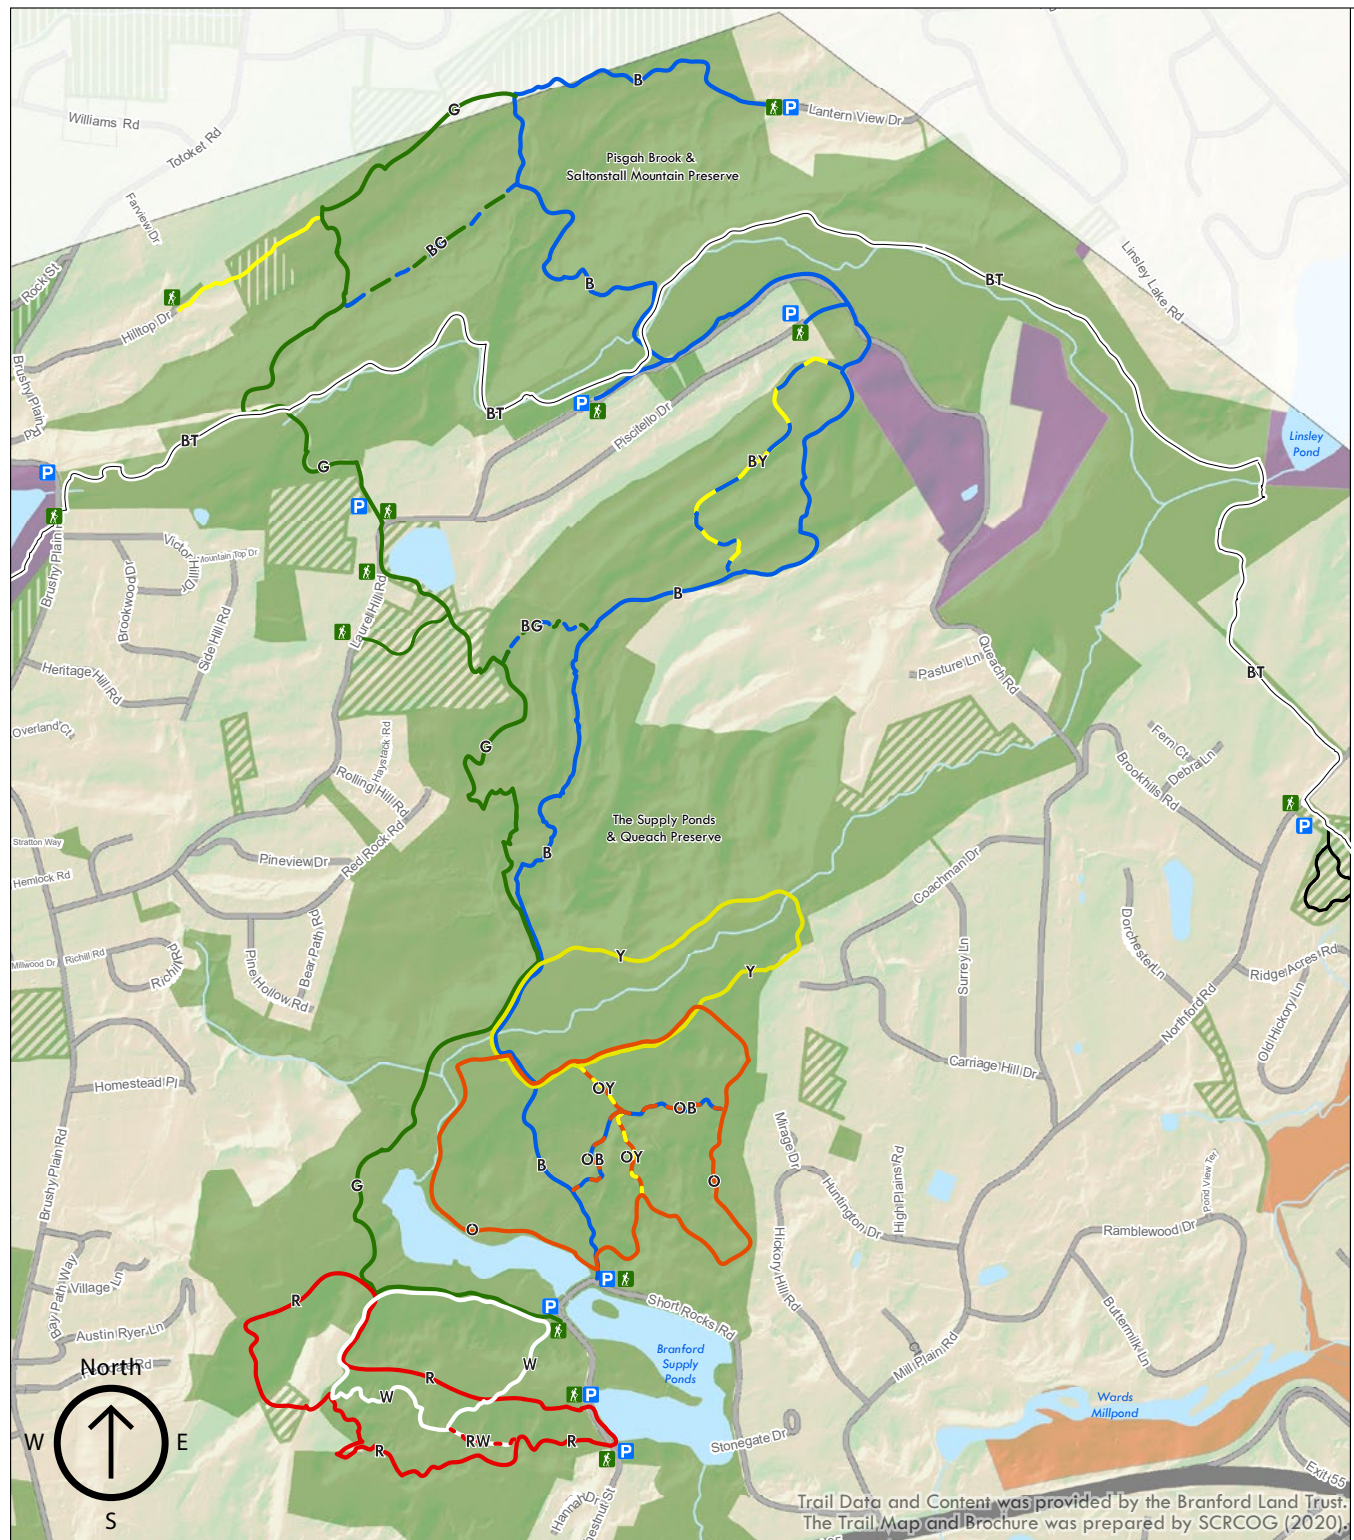 B
G
P
Lantern View Dr
Williams Rd
Totoket Rd
Pisgah Brook &
Saltonstall Mountain Preserve
Farview Dr
BG
Linsley Lake Rd
Rock St
BT
B
Hilltop Dr
P
Brushy Plain
Rd
P
BT
Piscitello Dr
BT
Linsley
Pond
G
BY
P
P
Victor Hill Dr
Mountain Top Dr
Brushy Plain
Brookwood Dr
Side Hill Rd
Laurel Hill Rd
B
BG
Heritage Hill Rd
Pasture Ln
Queach Rd
BT
Overland Ct
G
Haystack Rd
Rolling Hill Rd
Fern Ct
Debra Ln
Brookhills Rd
The Supply Ponds
& Queach Preserve
P
Stratton Way
Pineview Dr
Red Rock Rd
B
Hemlock Rd
Coachman Dr
Bear Path Rd
Pine Hollow Rd
Millwood Dr
Richill Rd
Richill Rd
Y
Y
Surrey Ln
Dorchester Ln
Ridge Acres Rd
Northford Rd
Old Hickory Ln
Homestead Pl
Carriage Hill Dr
OY
OB
Brushy Plain Rd
Mirage Dr
B
OB
OY
O
G
Huntington Dr
High Plains Rd
Pond View Ter
O
Ramblewood Dr
Hickory Hill Rd
Bay Path Way
Village Ln
P
R
P
Short Rocks Rd
Austin Ryer Ln
Buttermilk Ln
Mill Plain Rd
Ct
Branford
Supply
Ponds
North
Rd
W
R
W
P
Wards
Millpond
W
E
RW
R
R
P
Stonegate Dr
Exit 55
S
Hannah Dr
Trail Data and Content was provided by the Branford Land Trust.
The Trail Map and Brochure was prepared by SCRCOG (2020).